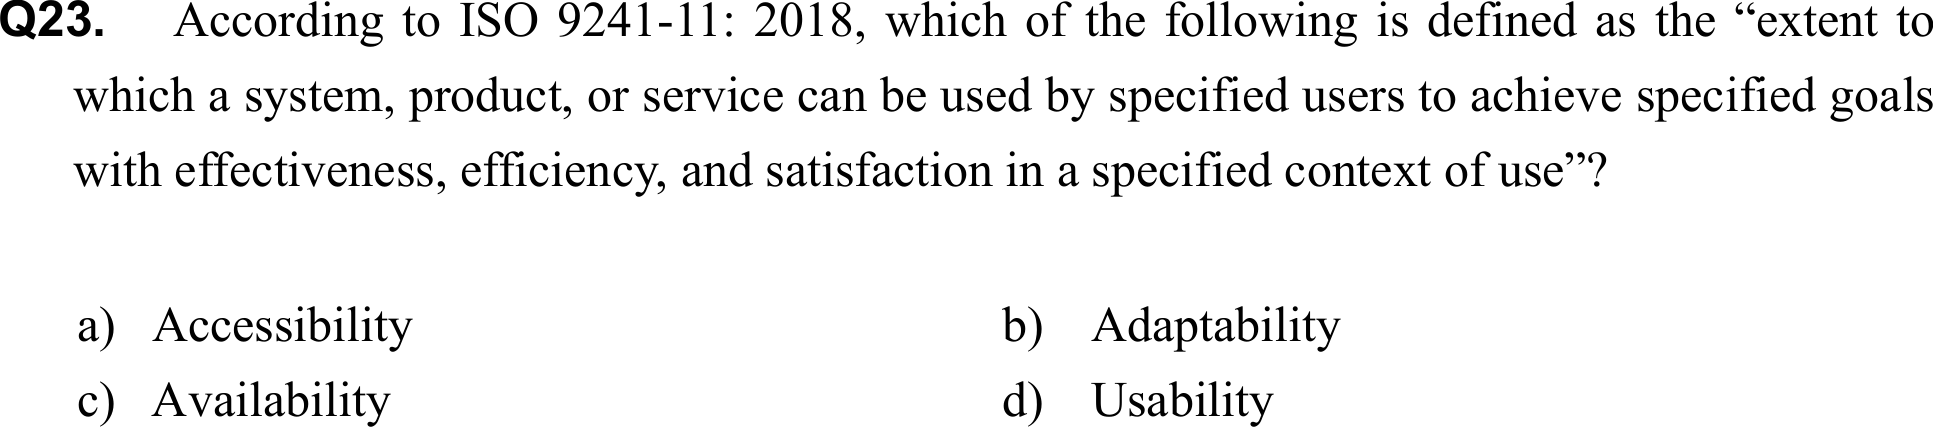 Q23. According to ISO 9241-11: 2018, which of the following is defined as the “extent to
which a system, product, or service can be used by specified users to achieve specified goals
with effectiveness, efficiency, and satisfaction in a specified context of use”?
a) Accessibility b) Adaptability
c) Availability d) Usability